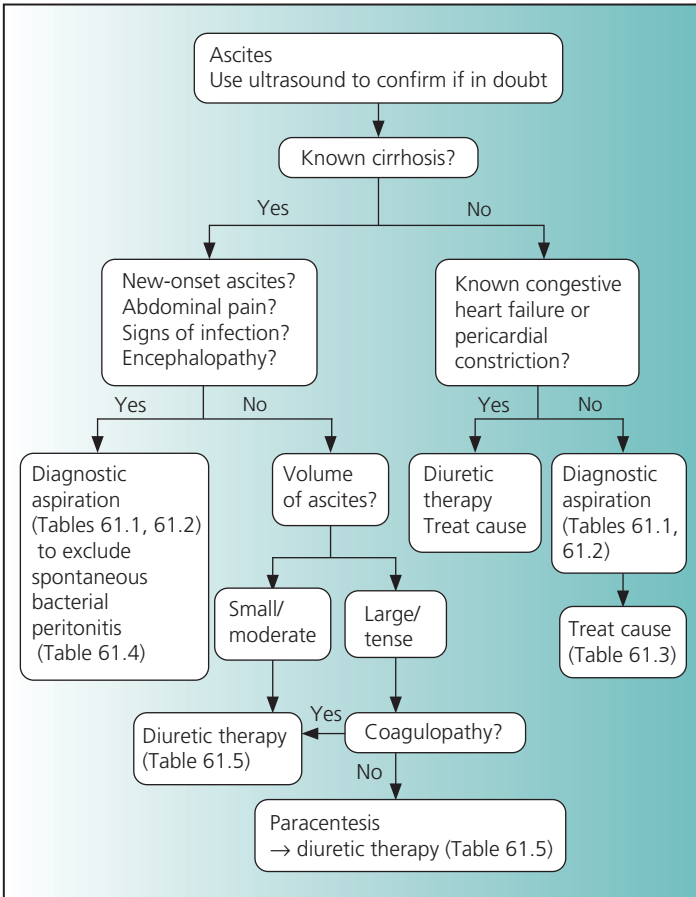 Ascites
Use ultrasound to confirm if in doubt
Known cirrhosis?
Yes
No
New-onset ascites?
Abdominal pain?
Signs of infection?
Encephalopathy?
Known congestive
heart failure or
pericardial
constriction?
Yes
No
Yes
No
Diagnostic
aspiration
(Tables 61.1, 61.2)
to exclude
spontaneous
bacterial
peritonitis
(Table 61.4)
Volume
of ascites?
Diuretic
therapy
Treat cause
Diagnostic
aspiration
(Tables 61.1,
61.2)
Small/
moderate
Large/
tense
Treat cause
(Table 61.3)
Diuretic therapy
(Table 61.5)
Yes
Coagulopathy?
No
Paracentesis
→ diuretic therapy (Table 61.5)